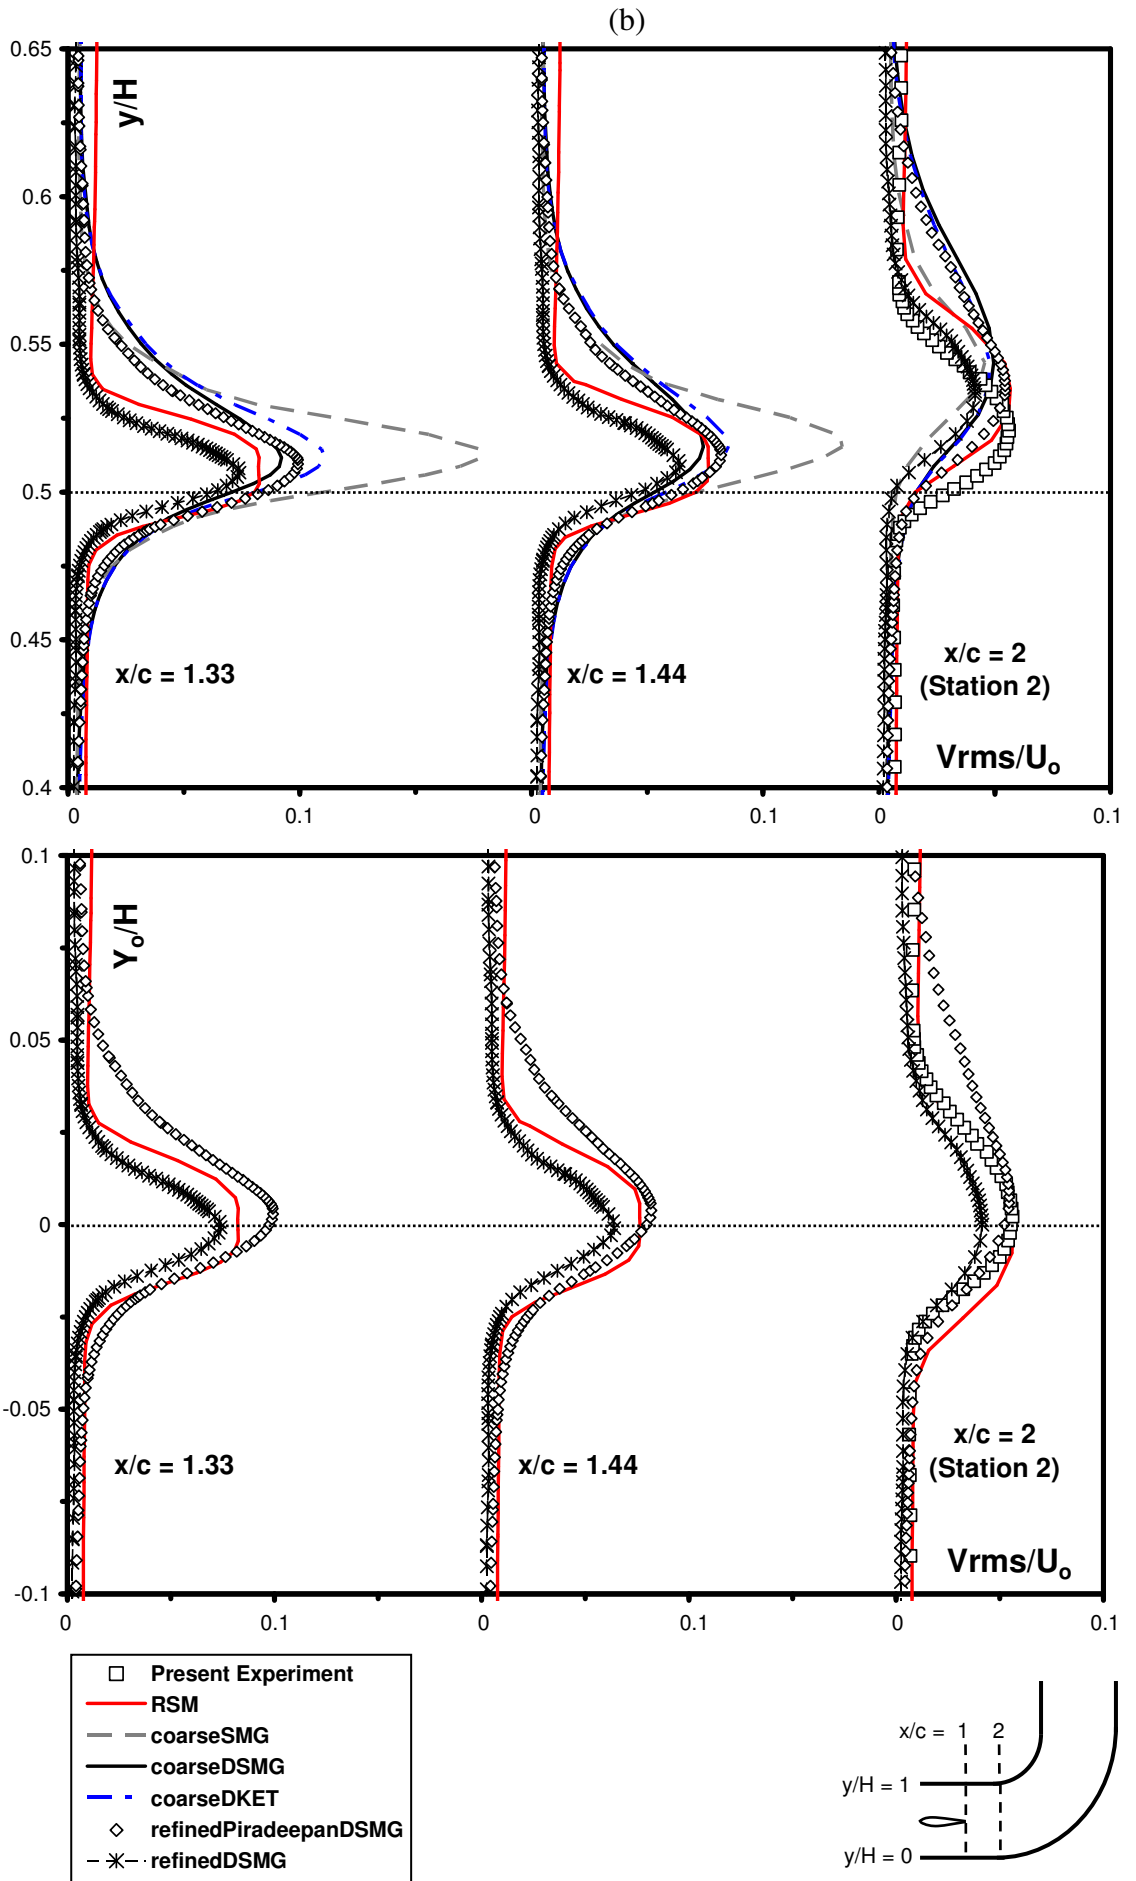 (b)
0.65
y/H
0.6
0.55
0.5
0.45
x/c = 1.33
x/c = 1.44
x/c = 2
(Station 2)
Vrms/Uo
0.4
0
0.1
0
0.1
0
0.1
0.1
Yo/H
0.05
0
-0.05
x/c = 1.33
x/c = 1.44
x/c = 2
(Station 2)
Vrms/Uo
-0.1
0
0.1
0
0.1
0
0.1
Present Experiment
RSM
coarseSMG
coarseDSMG
coarseDKET
refinedPiradeepanDSMG
refinedDSMG
x/c = 1 2
y/H = 1
y/H = 0